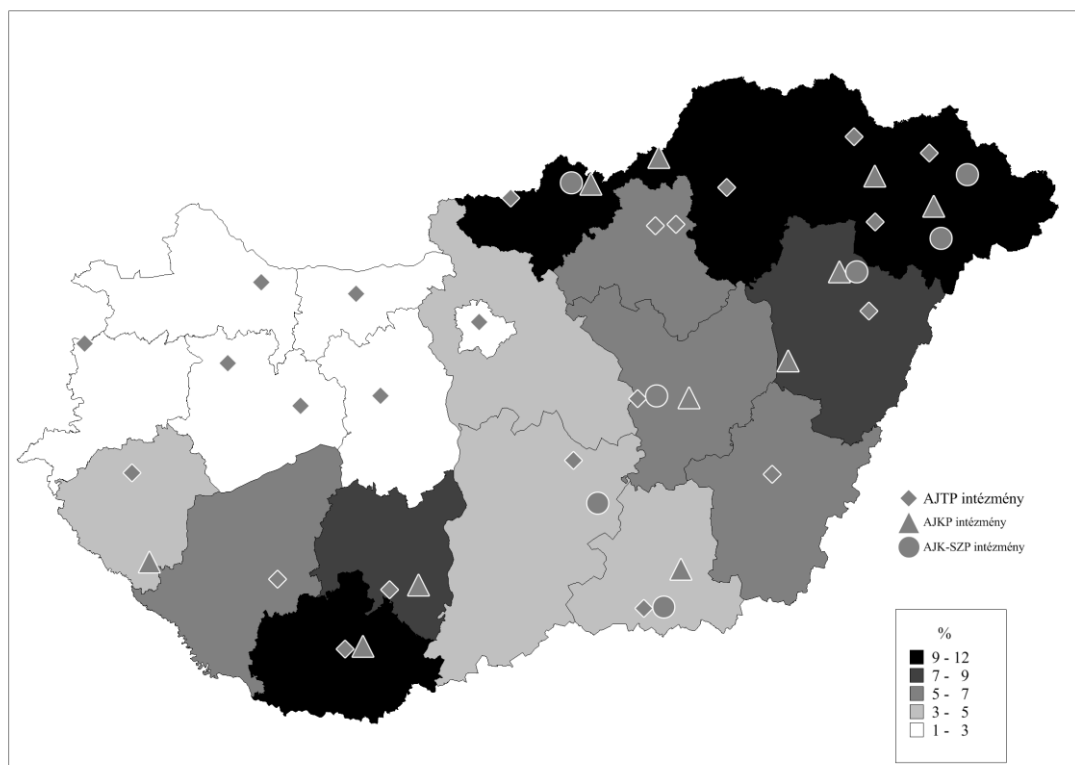 AJTP intézmény
AJKP intézmény
AJK-SZP intézmény
%
9 - 12
7 - 9
5 - 7
3 - 5
1 - 3